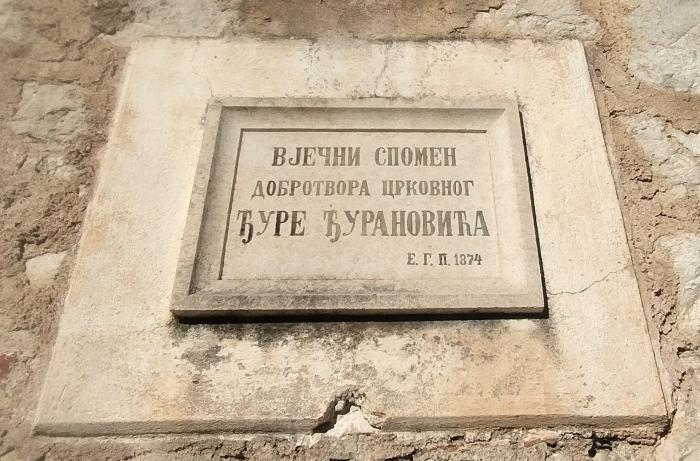 ВЈЕЧНИ СПОМЕН
ДОБРОТВОРА ЦРКОВНОГ
ЂУРЕ ЂУРАНОВИЋА
Е. Г. П. 1874